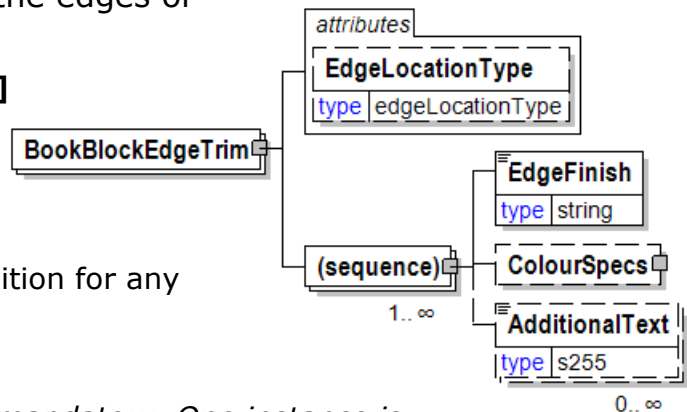 the edges of
attributes
EdgeLocationType
type edgeLocationType
]
BookBlockEdgeTrim
EdgeFinish
type string
(sequence)
ColourSpecs
ition for any
1.. ∞
AdditionalText
type s255
0.. ∞
One instance is